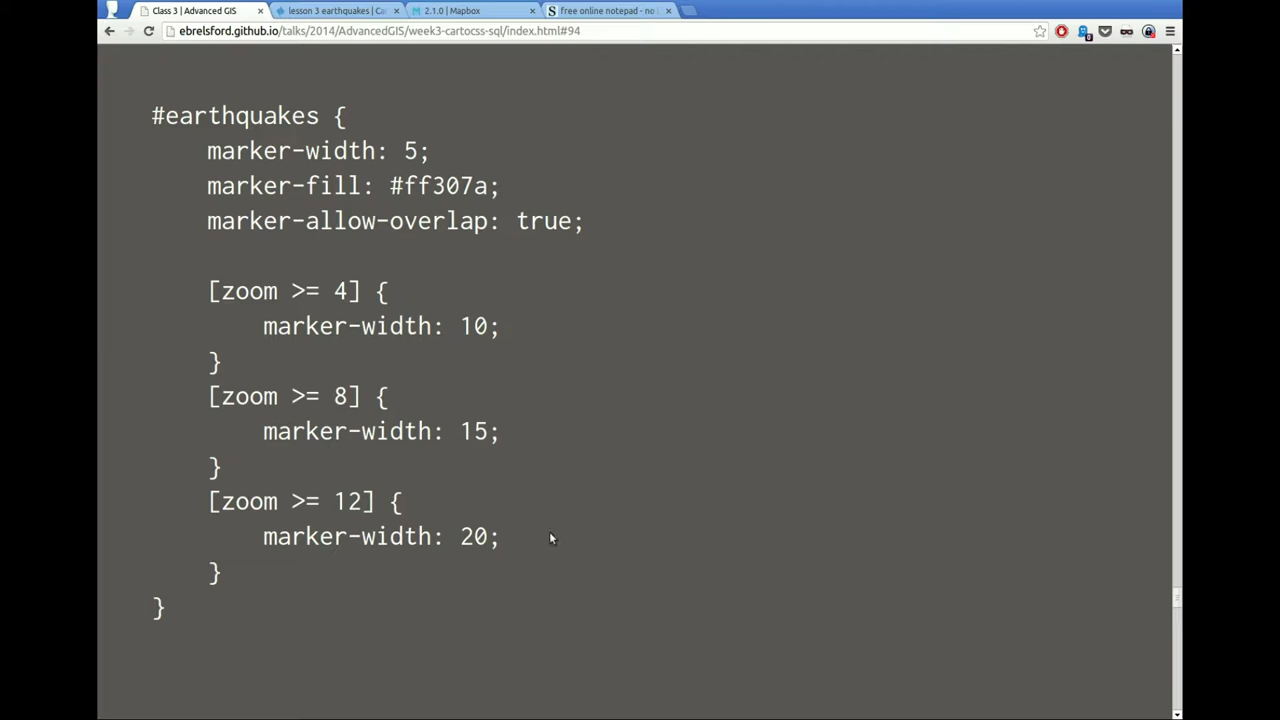 Class 3 | Advanced GIS
lesson 3 earthquakes | Ca
2.1.0 | Mapbox
free online notepad - no
ebrelsford.github.io/talks/2014/AdvancedGIS/week3-cartocss-sql/index.html#94
#earthquakes {
marker-width: 5;
marker-fill: #ff307a;
marker-allow-overlap: true;
[zoom >= 4] {
marker-width: 10;
}
[zoom >= 8] {
marker-width: 15;
}
[zoom >= 12] {
marker-width: 20;
}
}